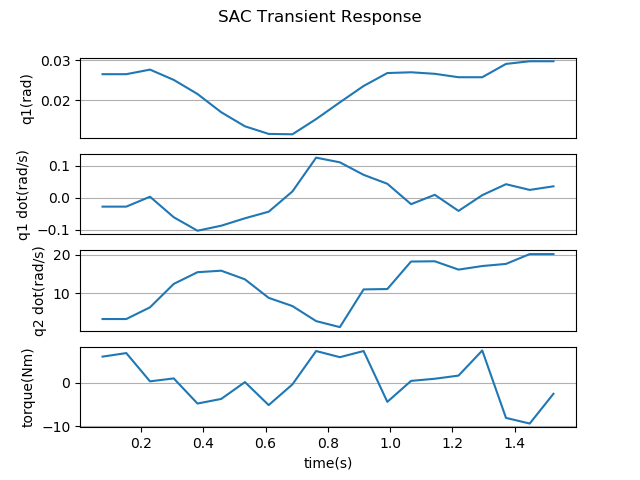 SAC Transient Response
q1(rad)
0.03
0.02
q1 dot(rad/s)
0.1
0.0
−0.1
q2 dot(rad/s)
20
10
torque(Nm)
0
−10
0.2 0.4 0.6 0.8 1.0 1.2 1.4
time(s)